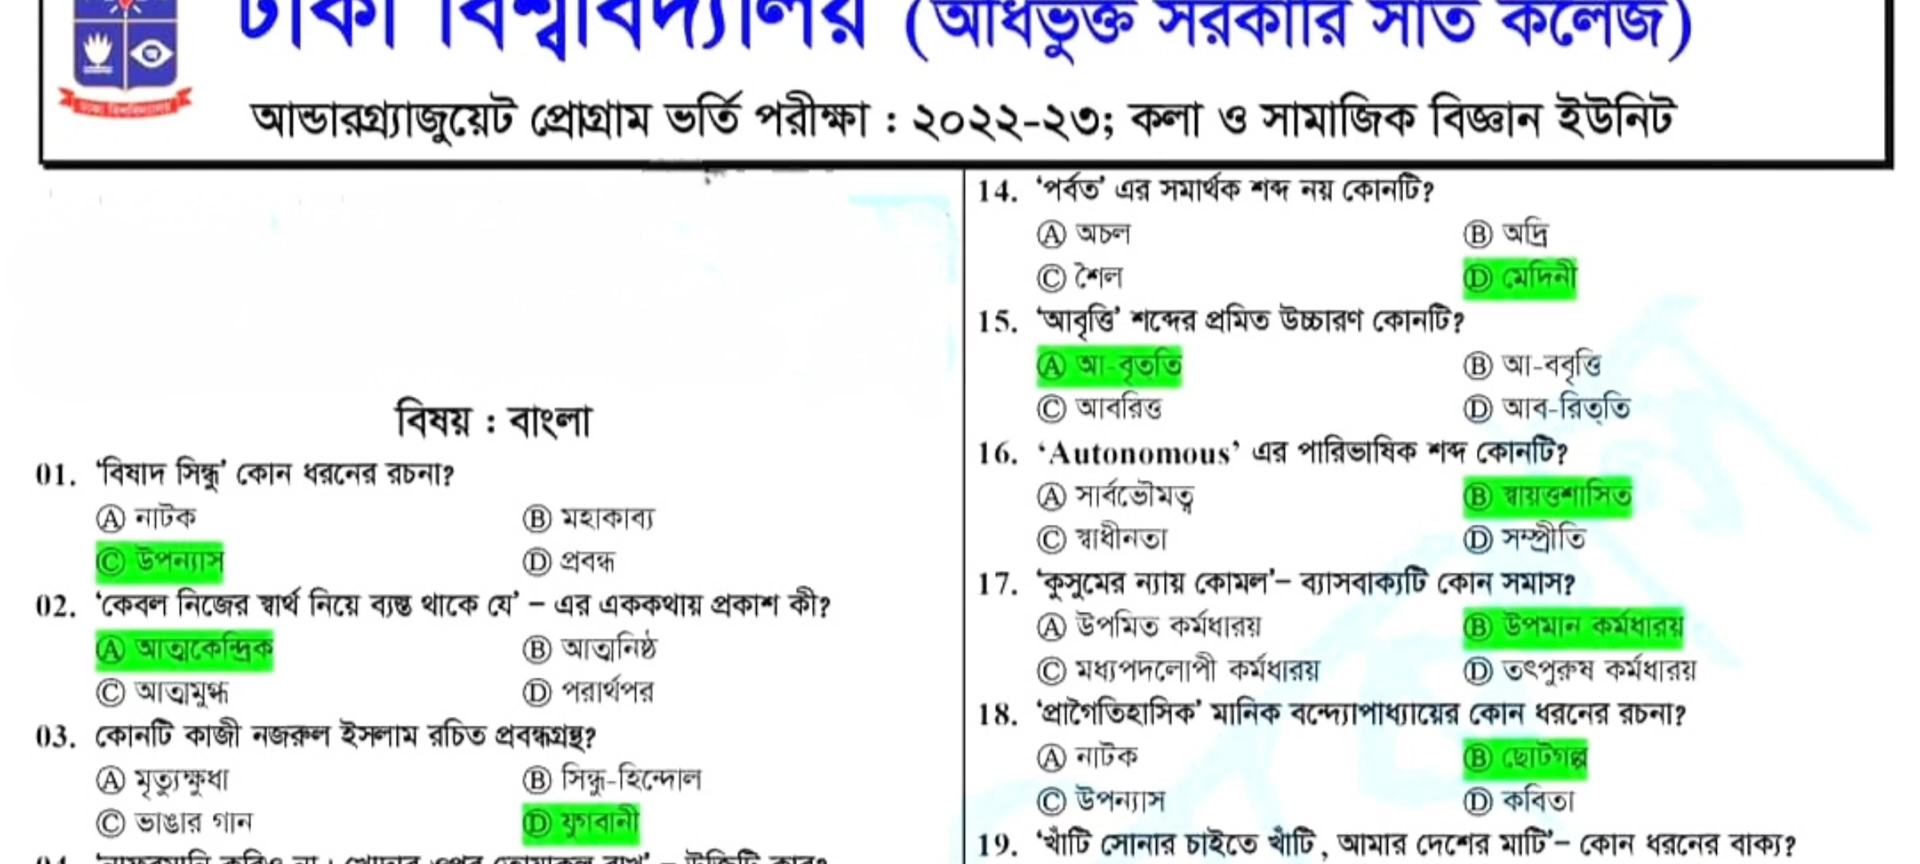 ঢাকা বিশ্ববিদ্যালয় (অধিভুক্ত সরকারি সাত কলেজ)
আন্ডারগ্র্যাজুয়েট প্রোগ্রাম ভর্তি পরীক্ষা : ২০২২-২৩; কলা ও সামাজিক বিজ্ঞান ইউনিট
বিষয় : বাংলা
01. ‘বিষাদ সিন্ধু’ কোন ধরনের রচনা?
Ⓐ নাটক Ⓑ মহাকাব্য
Ⓒ উপন্যাস Ⓓ প্রবন্ধ
02. ‘কেবল নিজের স্বার্থ নিয়ে ব্যস্ত থাকে যে’ – এর এককথায় প্রকাশ কী?
Ⓐ আত্মকেন্দ্রিক Ⓑ আত্মনিষ্ঠ
Ⓒ আত্মমুগ্ধ Ⓓ পরার্থপর
03. কোনটি কাজী নজরুল ইসলাম রচিত প্রবন্ধগ্রন্থ?
Ⓐ মৃত্যুক্ষুধা Ⓑ সিন্ধু-হিন্দোল
Ⓒ ভাঙার গান Ⓓ যুগবানী
14. ‘পর্বত’ এর সমার্থক শব্দ নয় কোনটি?
Ⓐ অচল Ⓑ অদ্রি
Ⓒ শৈল Ⓓ মেদিনী
15. ‘আবৃত্তি’ শব্দের প্রমিত উচ্চারণ কোনটি?
Ⓐ আ-বৃত্‌তি Ⓑ আ-ববৃত্তি
Ⓒ আবরিত্ত Ⓓ আব-রিত্‌তি
16. ‘Autonomous’ এর পারিভাষিক শব্দ কোনটি?
Ⓐ সার্বভৌমত্ব Ⓑ স্বায়ত্তশাসিত
Ⓒ স্বাধীনতা Ⓓ সম্প্রীতি
17. ‘কুসুমের ন্যায় কোমল’– ব্যাসবাক্যটি কোন সমাস?
Ⓐ উপমিত কর্মধারয় Ⓑ উপমান কর্মধারয়
Ⓒ মধ্যপদলোপী কর্মধারয় Ⓓ তৎপুরুষ কর্মধারয়
18. ‘প্রাগৈতিহাসিক’ মানিক বন্দ্যোপাধ্যায়ের কোন ধরনের রচনা?
Ⓐ নাটক Ⓑ ছোটগল্প
Ⓒ উপন্যাস Ⓓ কবিতা
19. ‘খাঁটি সোনার চাইতে খাঁটি, আমার দেশের মাটি’– কোন ধরনের বাক্য?